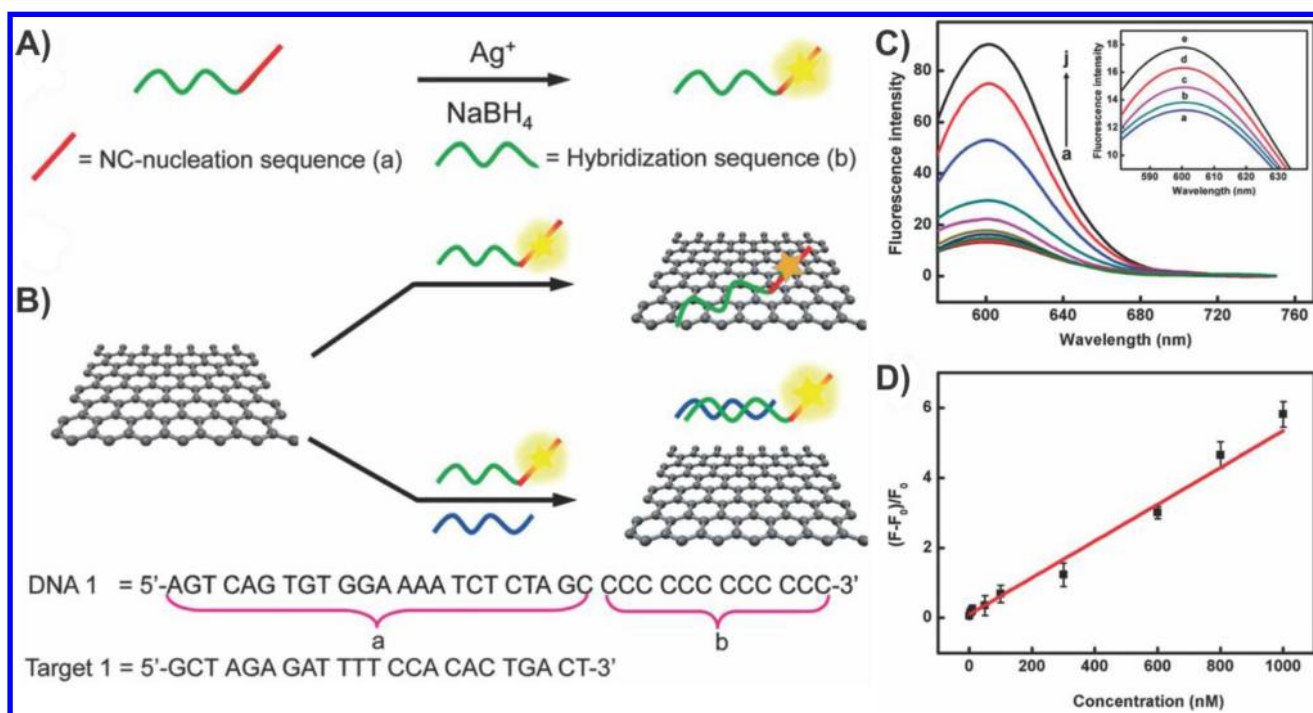 A)
Ag⁺
NaBH₄
= NC-nucleation sequence (a)
= Hybridization sequence (b)
B)
DNA 1 = 5'-AGT CAG TGT GGA AAA TCT CTA GC CCC CCC CCC CCC-3'
a
b
Target 1 = 5'-GCT AGA GAT TTT CCA CAC TGA CT-3'
C)
Fluorescence intensity
80
60
40
20
0
600
640
680
720
760
Wavelength (nm)
j
a
Fluorescence intensity
18
16
14
12
10
e
d
c
b
a
590
600
610
620
630
Wavelength (nm)
D)
(F-F₀)/F₀
6
4
2
0
0
200
400
600
800
1000
Concentration (nM)